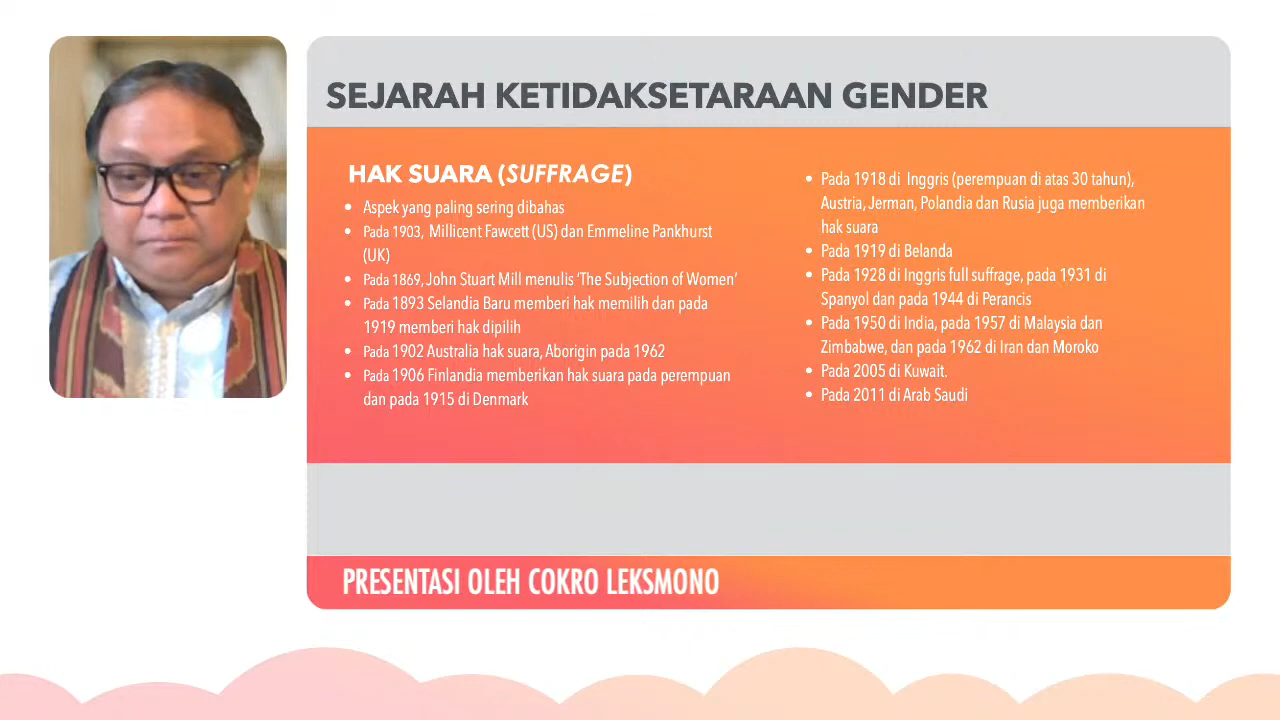 SEJARAH KETIDAKSETARAAN GENDER
HAK SUARA (SUFFRAGE)
• Aspek yang paling sering dibahas
• Pada 1903, Millicent Fawcett (US) dan Emmeline Pankhurst
(UK)
• Pada 1869, John Stuart Mill menulis ‘The Subjection of Women’
• Pada 1893 Selandia Baru memberi hak memilih dan pada
1919 memberi hak dipilih
• Pada 1902 Australia hak suara, Aborigin pada 1962
• Pada 1906 Finlandia memberikan hak suara pada perempuan
dan pada 1915 di Denmark
• Pada 1918 di Inggris (perempuan di atas 30 tahun),
Austria, Jerman, Polandia dan Rusia juga memberikan
hak suara
• Pada 1919 di Belanda
• Pada 1928 di Inggris full suffrage, pada 1931 di
Spanyol dan pada 1944 di Perancis
• Pada 1950 di India, pada 1957 di Malaysia dan
Zimbabwe, dan pada 1962 di Iran dan Moroko
• Pada 2005 di Kuwait.
• Pada 2011 di Arab Saudi
PRESENTASI OLEH COKRO LEKSMONO